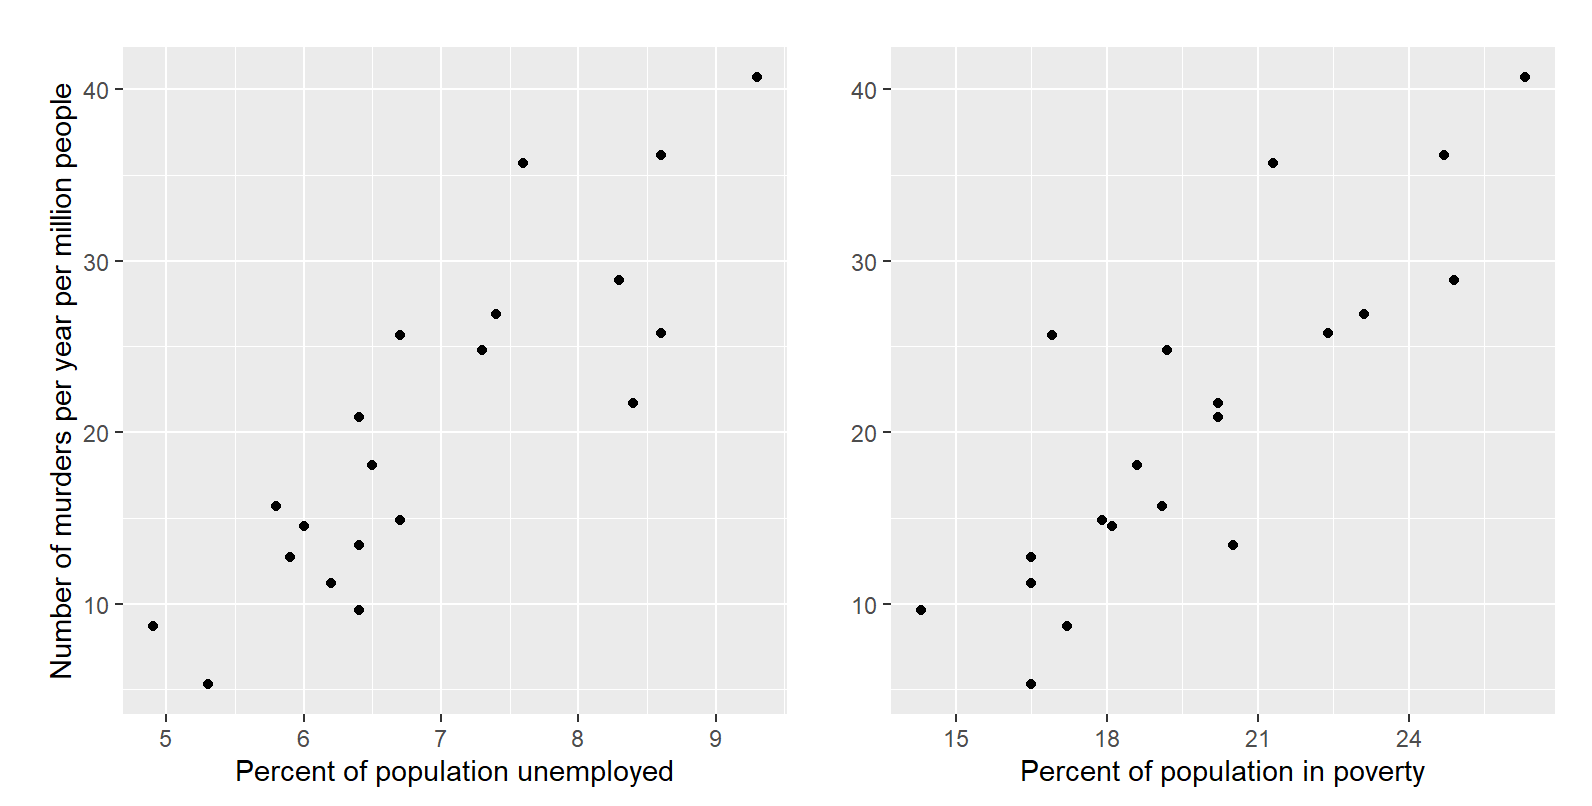 Number of murders per year per million people
40
30
20
10
5 6 7 8 9
Percent of population unemployed
40
30
20
10
15 18 21 24
Percent of population in poverty